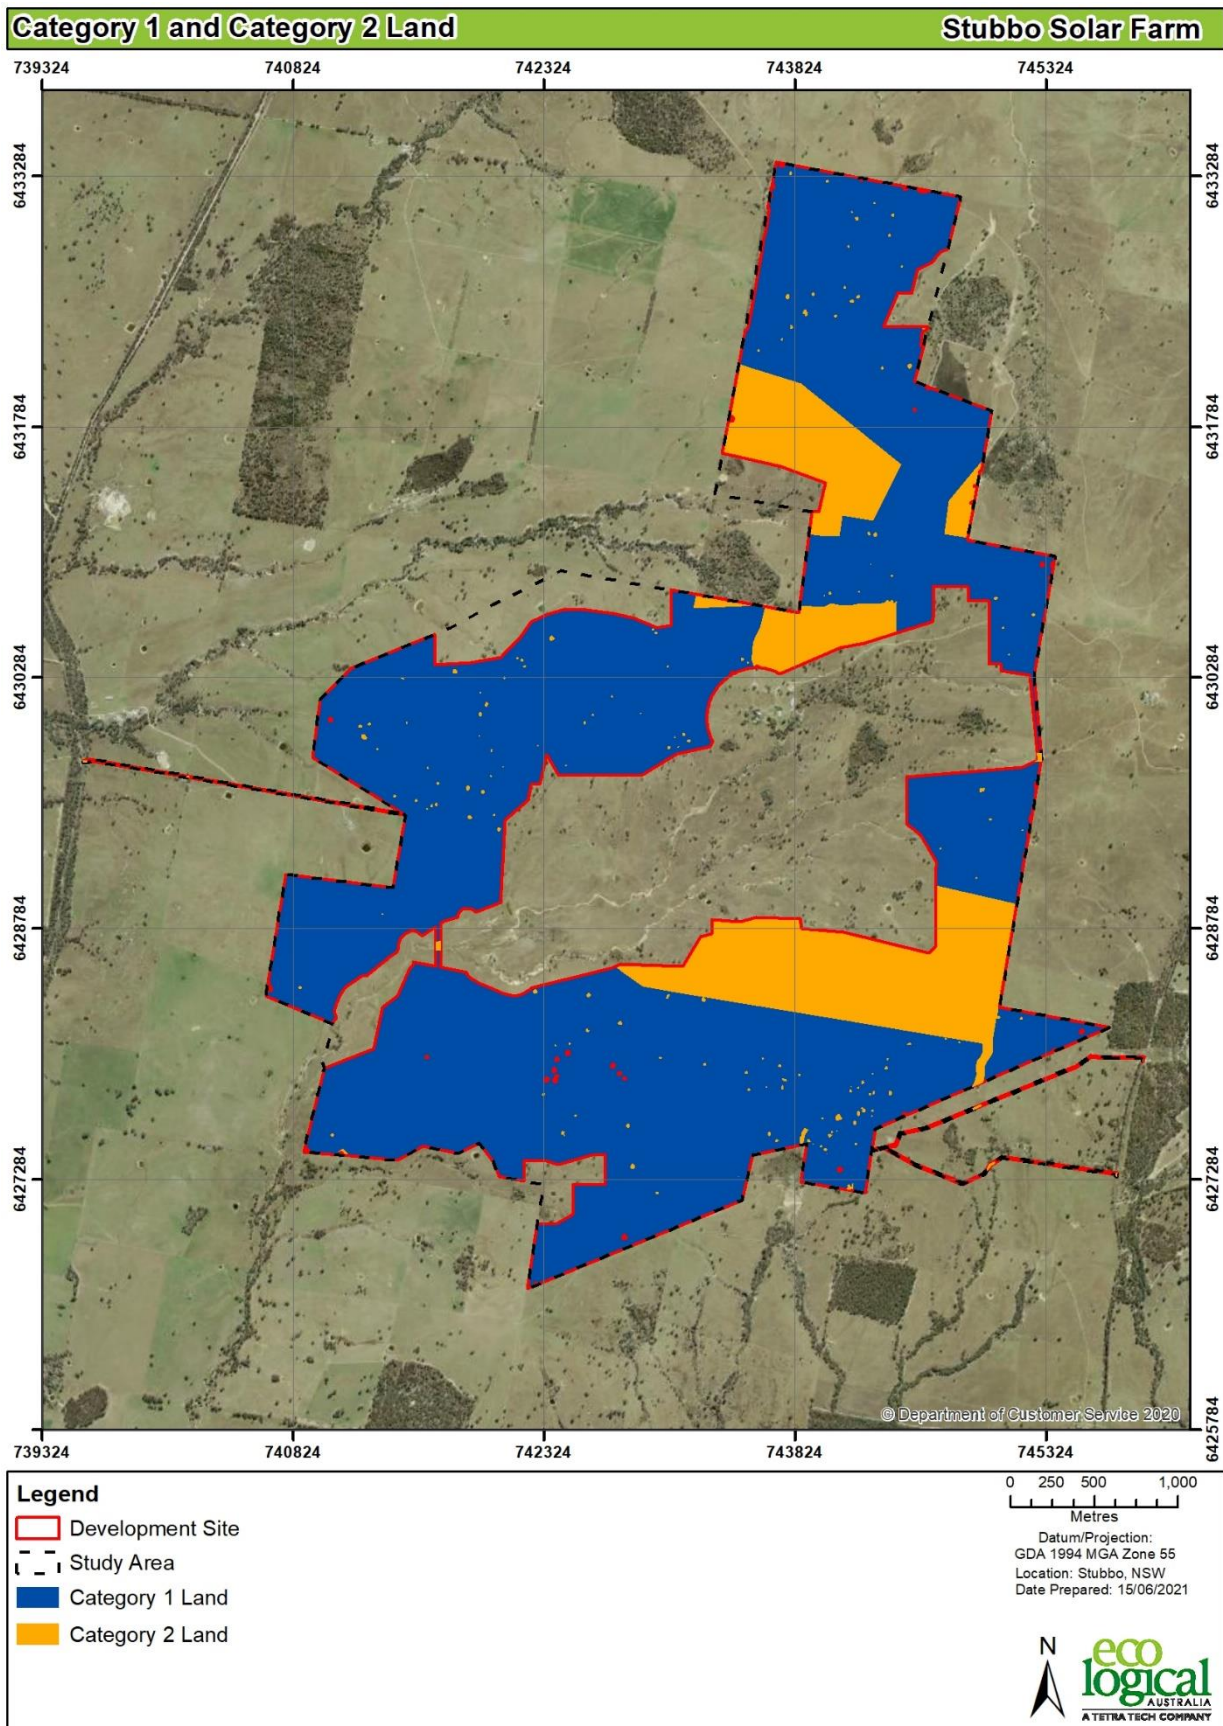 Category 1 and Category 2 Land
Stubbo Solar Farm
739324
740824
742324
743824
745324
6433284
6433284
6431784
6431784
6430284
6430284
6428784
6428784
6427284
6427284
6425784
© Department of Customer Service 2020
739324
740824
742324
743824
745324
Legend
Development Site
Study Area
Category 1 Land
Category 2 Land
0 250 500 1,000
Metres
Datum/Projection:
GDA 1994 MGA Zone 55
Location: Stubbo, NSW
Date Prepared: 15/06/2021
N
eco
logical
AUSTRALIA
A TETRA TECH COMPANY